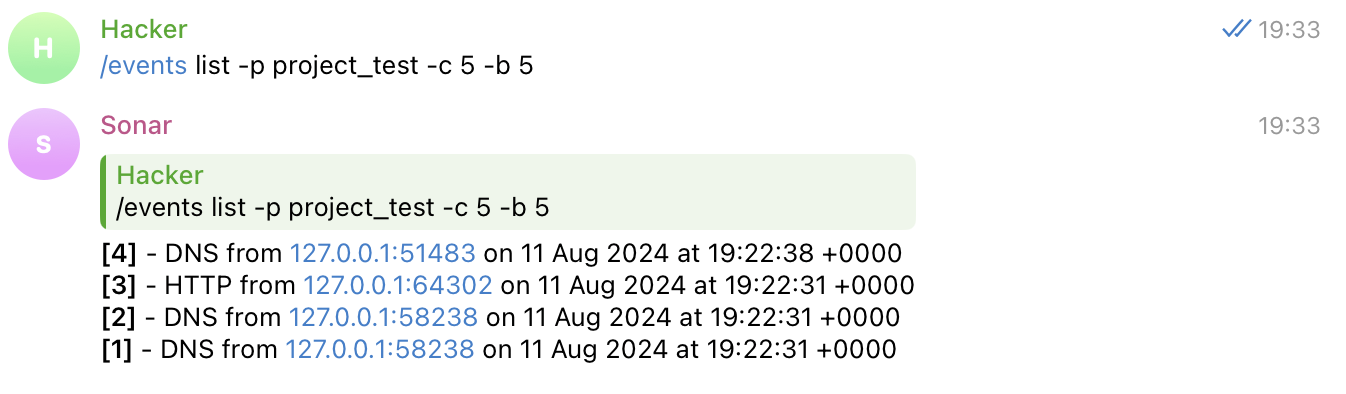 H
Hacker
19:33
/events list -p project_test -c 5 -b 5
S
Sonar
19:33
Hacker
/events list -p project_test -c 5 -b 5
[4] - DNS from 127.0.0.1:51483 on 11 Aug 2024 at 19:22:38 +0000
[3] - HTTP from 127.0.0.1:64302 on 11 Aug 2024 at 19:22:31 +0000
[2] - DNS from 127.0.0.1:58238 on 11 Aug 2024 at 19:22:31 +0000
[1] - DNS from 127.0.0.1:58238 on 11 Aug 2024 at 19:22:31 +0000